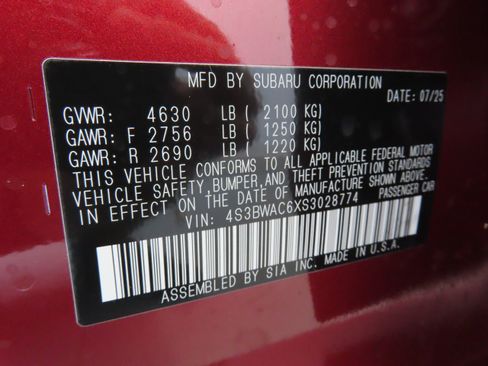 MFD BY SUBARU CORPORATION
DATE: 07/25
GVWR: 4630 LB ( 2100 KG)
GAWR: F 2756 LB ( 1250 KG)
GAWR: R 2690 LB ( 1220 KG)
THIS VEHICLE CONFORMS TO ALL APPLICABLE FEDERAL MOTOR
VEHICLE SAFETY, BUMPER, AND THEFT PREVENTION STANDARDS
IN EFFECT ON THE DATE OF MANUFACTURE SHOWN ABOVE.
VIN: 4S3BWAC6XS3028774 PASSENGER CAR
ASSEMBLED BY SIA INC. MADE IN U.S.A.